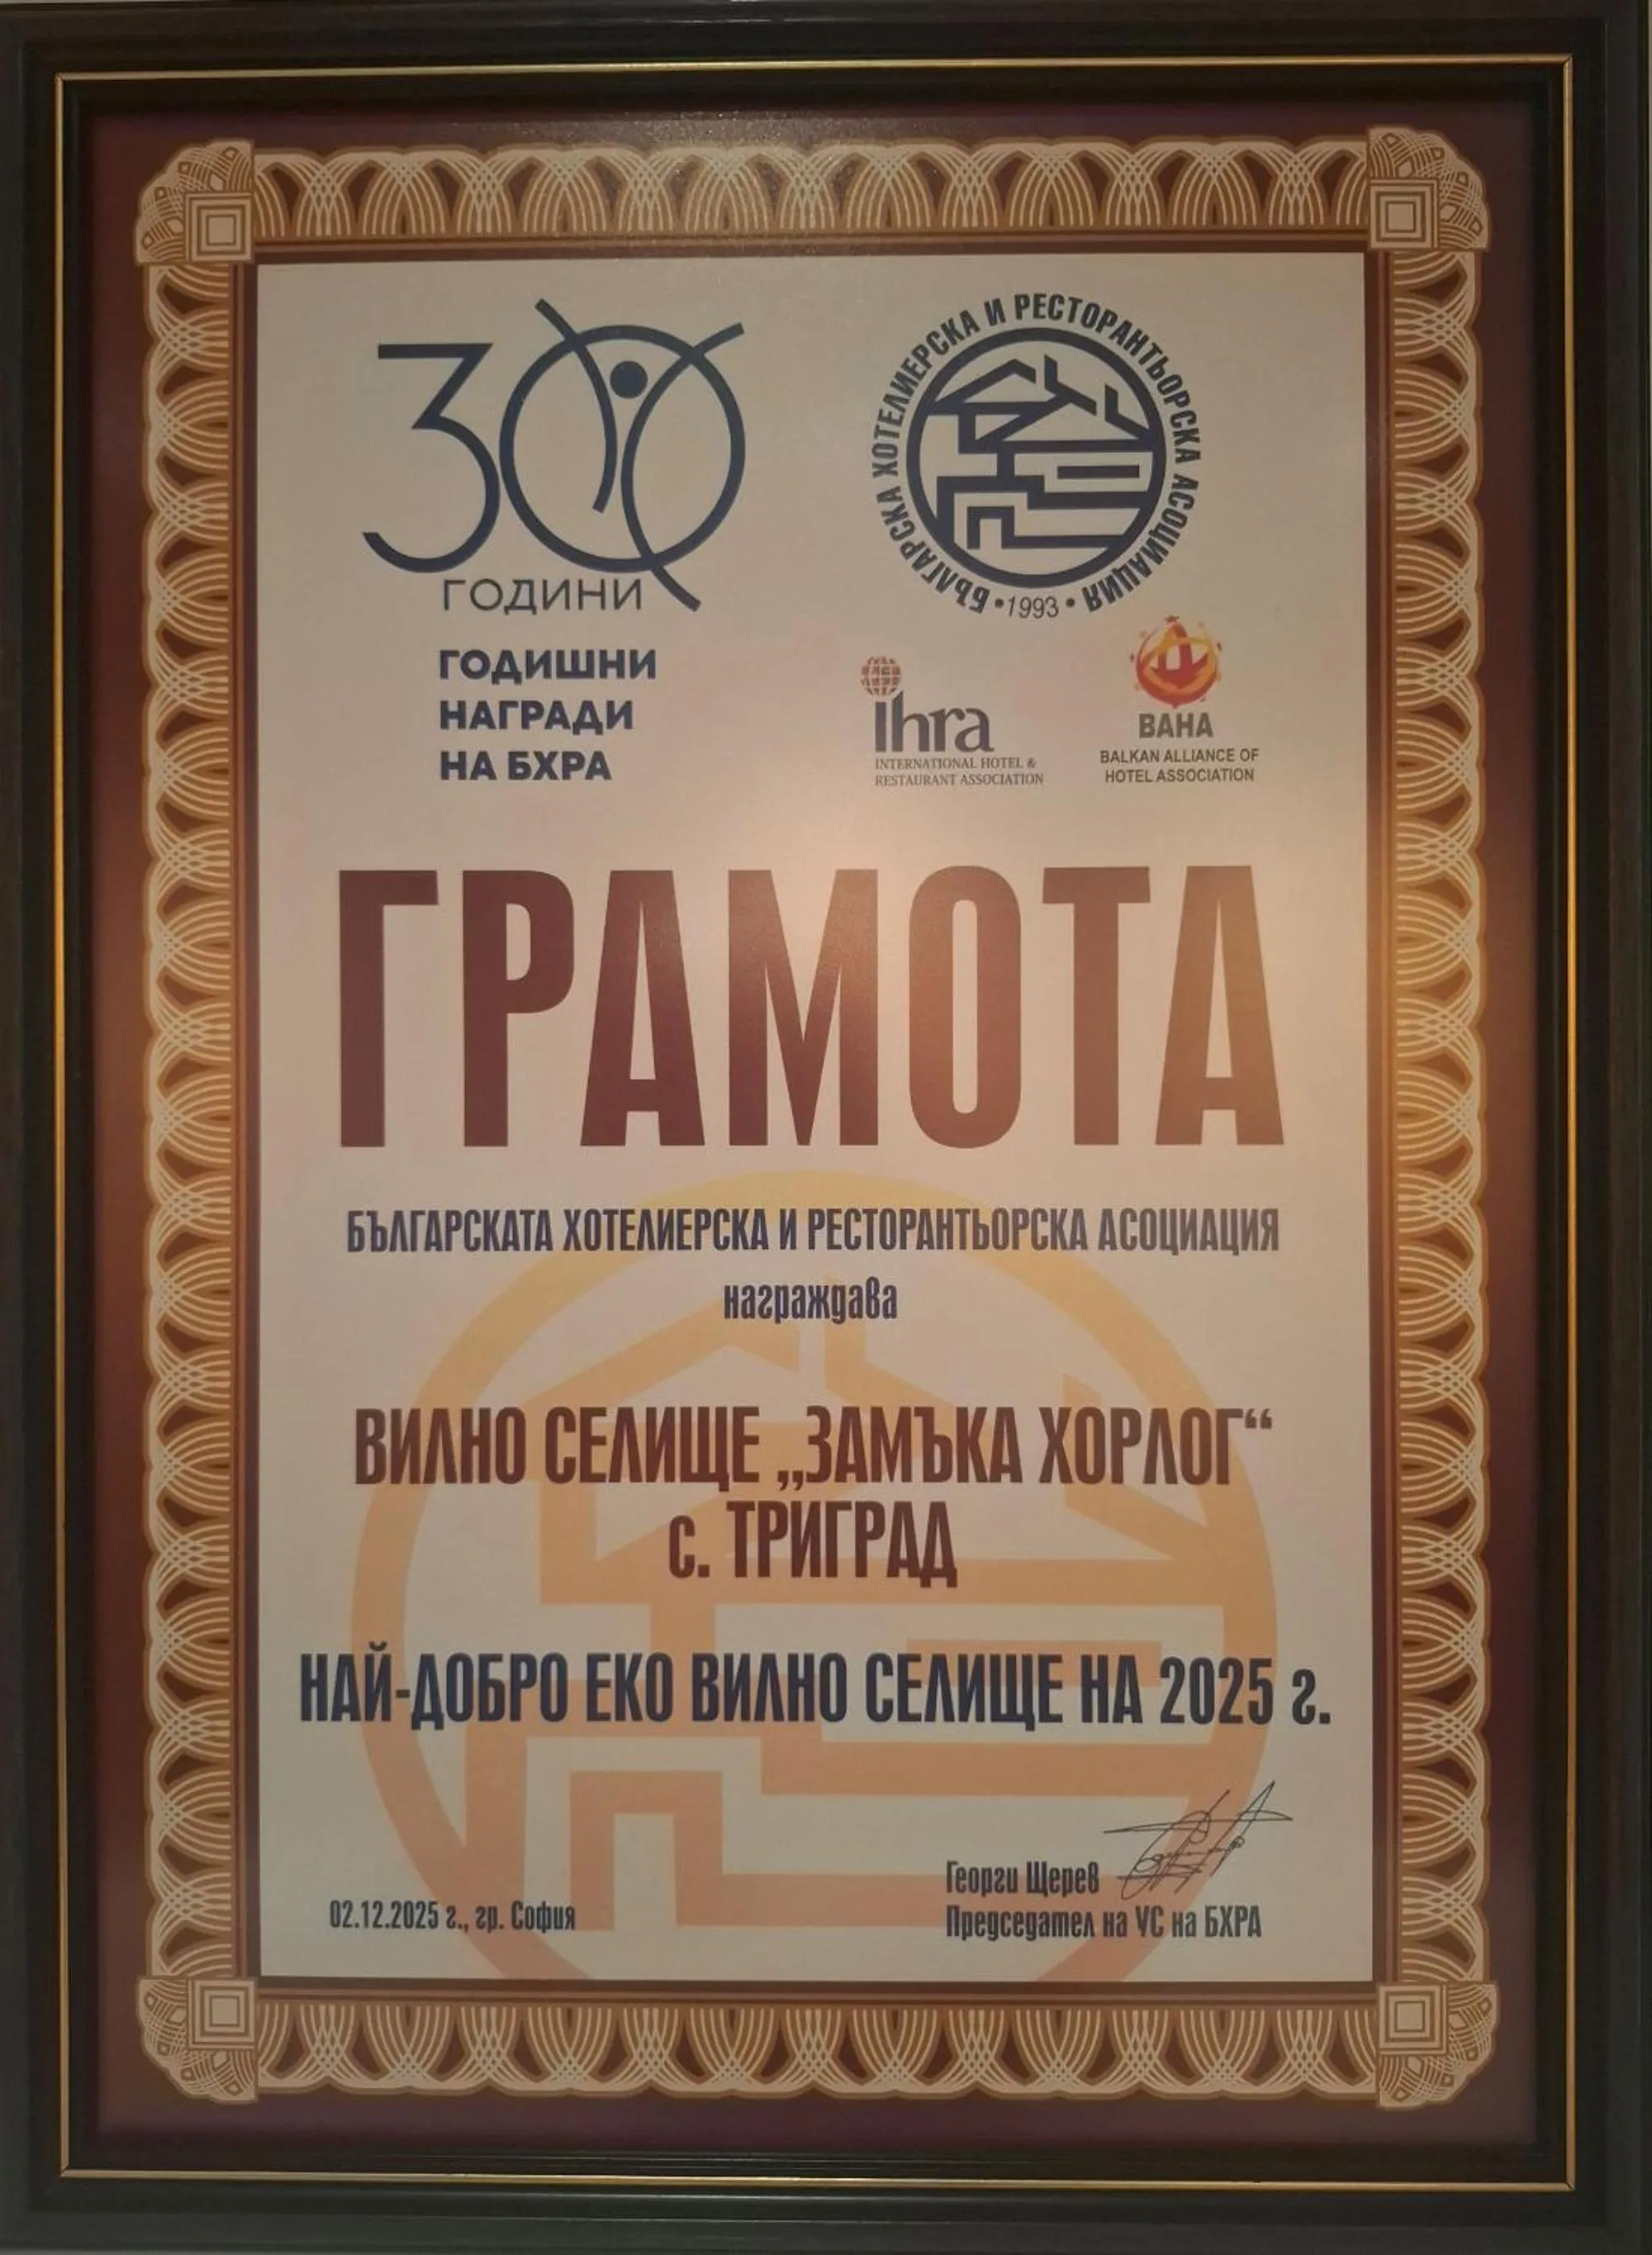 30
ГОДИНИ
ГОДИШНИ
НАГРАДИ
НА БХРА
БЪЛГАРСКА ХОТЕЛИЕРСКА И РЕСТОРАНТЬОРСКА АСОЦИАЦИЯ
•1993•
ihra
INTERNATIONAL HOTEL &
RESTAURANT ASSOCIATION
BAHA
BALKAN ALLIANCE OF
HOTEL ASSOCIATION
ГРАМОТА
БЪЛГАРСКАТА ХОТЕЛИЕРСКА И РЕСТОРАНТЬОРСКА АСОЦИАЦИЯ
награждава
ВИЛНО СЕЛИЩЕ „ЗАМЪКА ХОРЛОГ“
с. ТРИГРАД
НАЙ-ДОБРО ЕКО ВИЛНО СЕЛИЩЕ НА 2025 г.
02.12.2025 г., гр. София
Георги Щерев
Председател на УС на БХРА